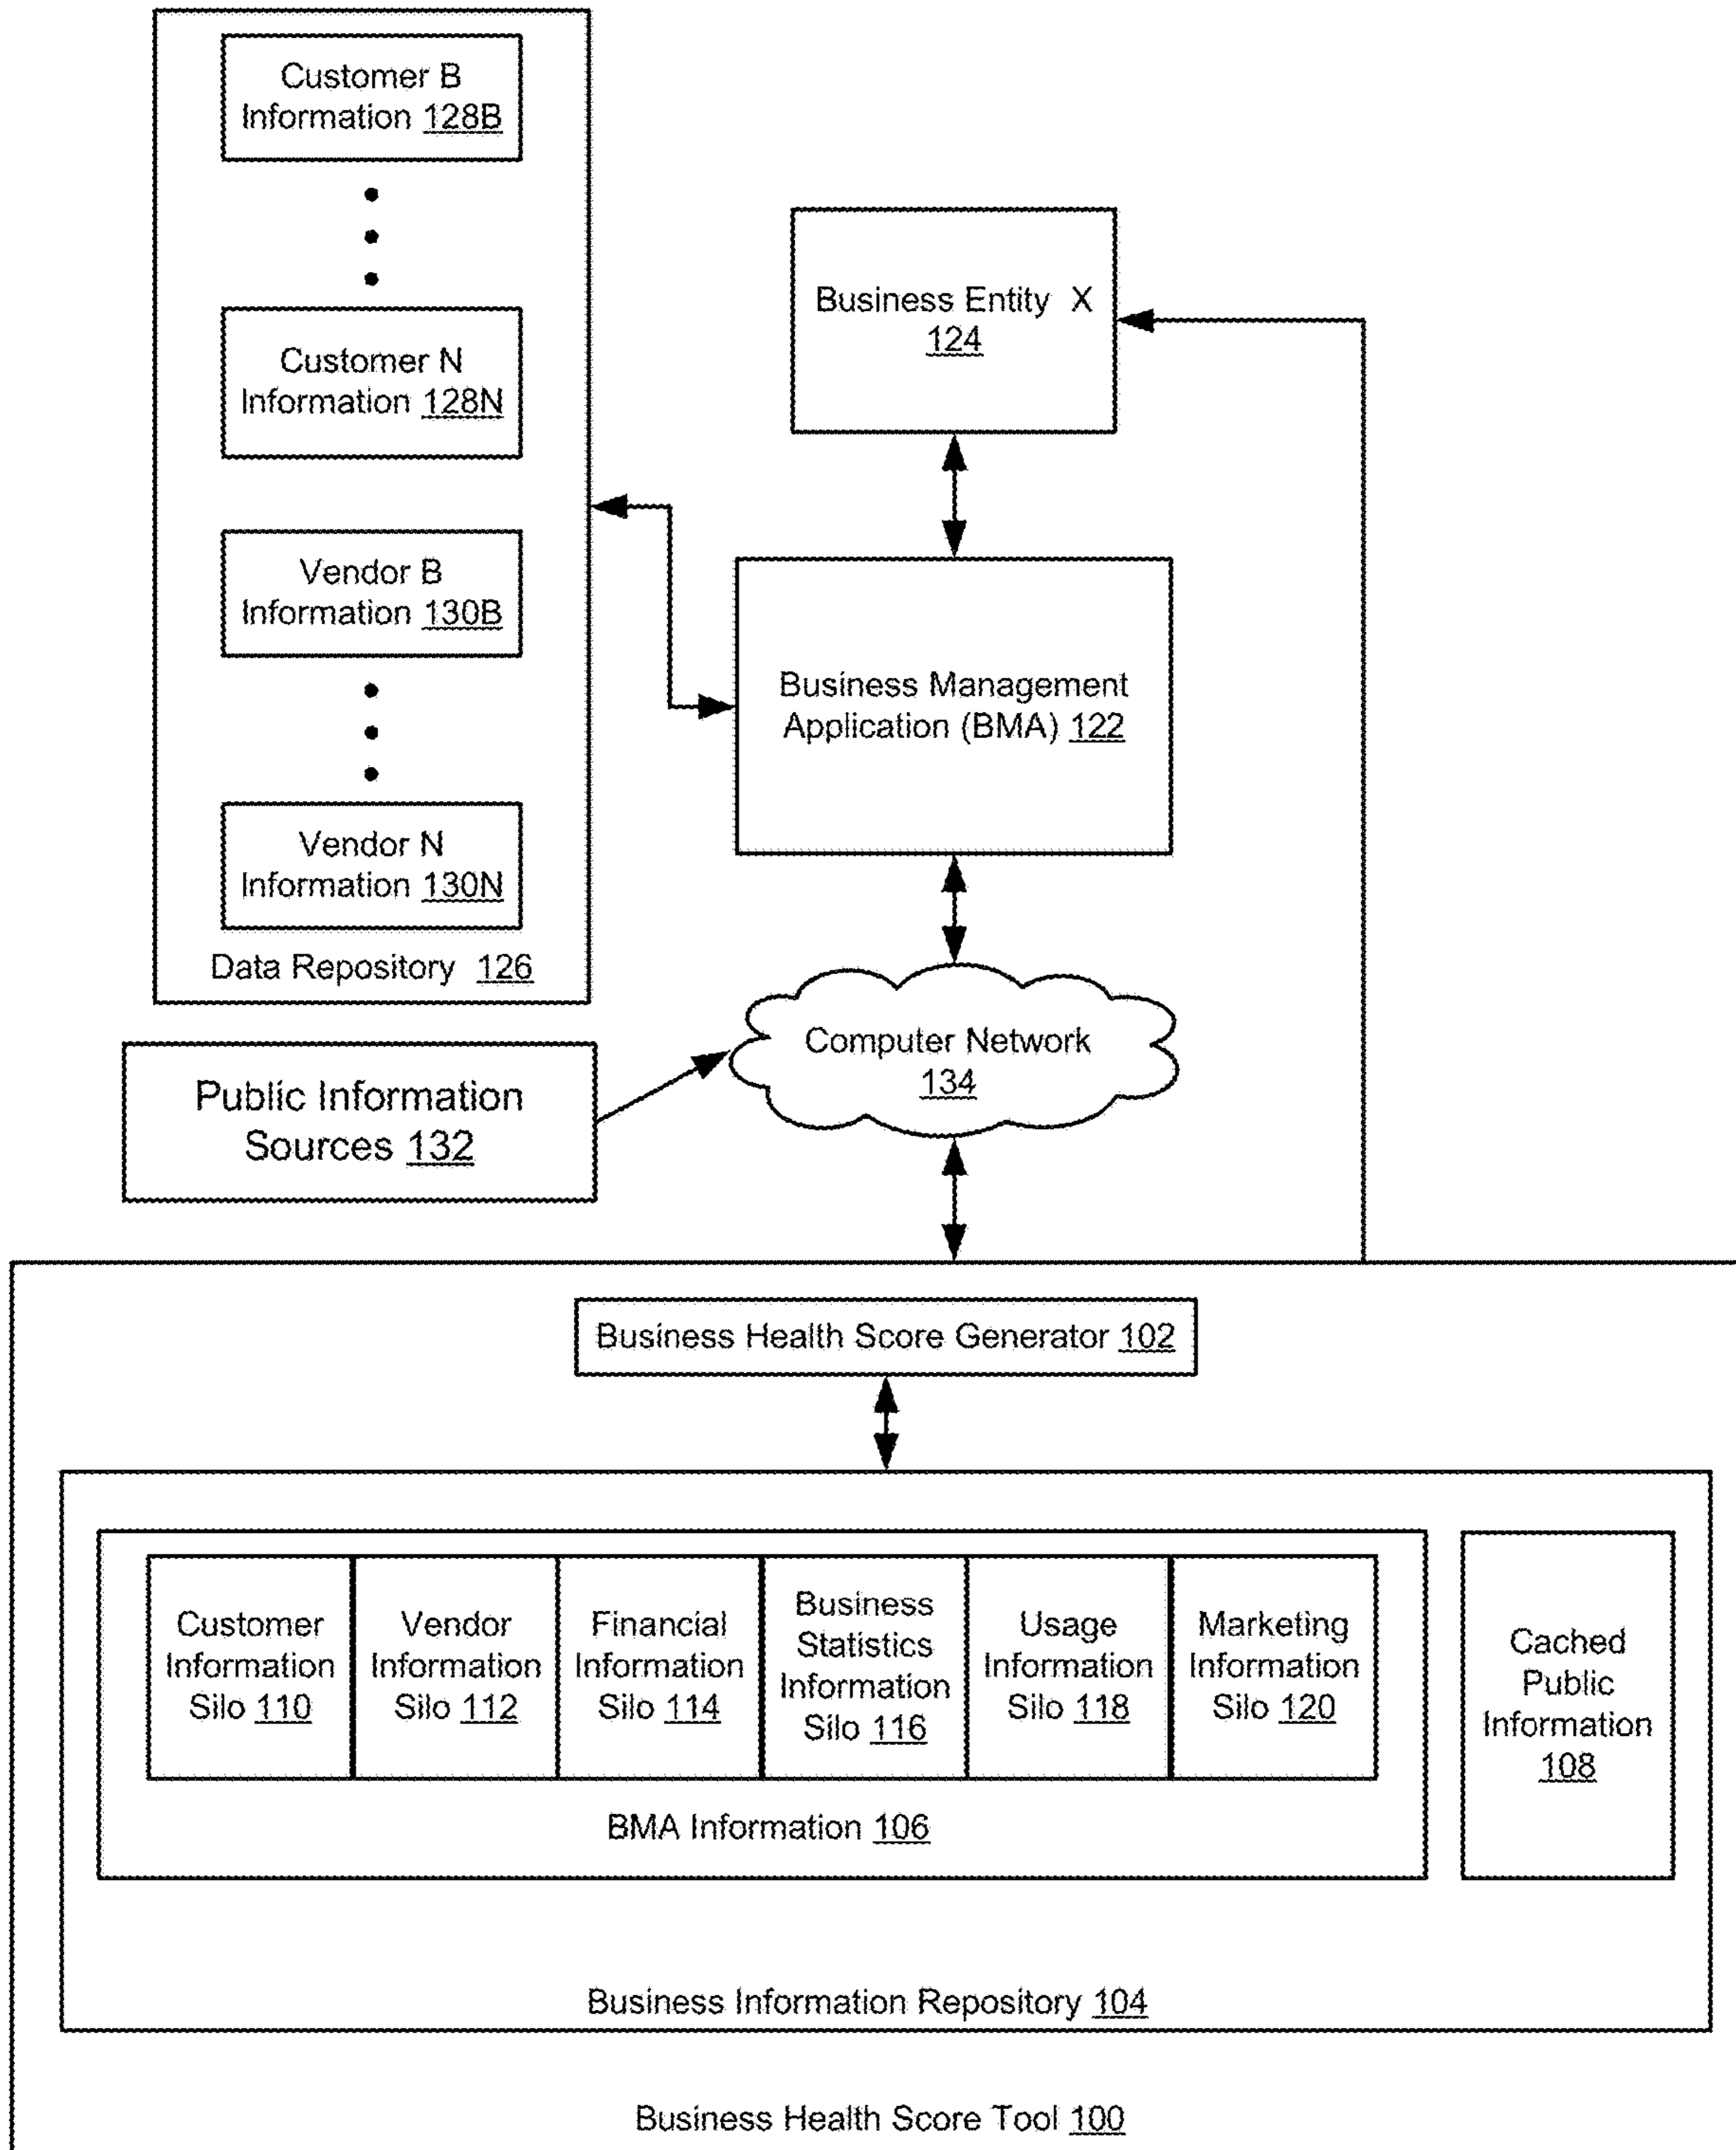 Customer B
Information 128B
Customer N
Information 128N
Vendor B
Information 130B
Vendor N
Information 130N
Data Repository 126
Business Entity X
124
Business Management
Application (BMA) 122
Public Information
Sources 132
Computer Network
134
Business Health Score Generator 102
Customer
Information
Silo 110
Vendor
Information
Silo 112
Financial
Information
Silo 114
Business
Statistics
Information
Silo 116
Usage
Information
Silo 118
Marketing
Information
Silo 120
BMA Information 106
Cached
Public
Information
108
Business Information Repository 104
Business Health Score Tool 100